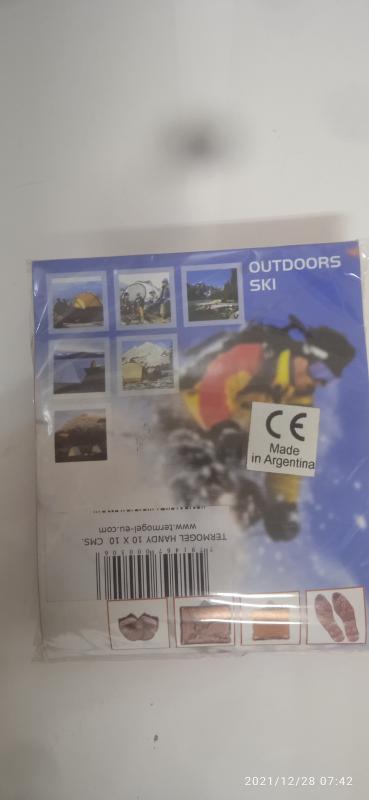 OUTDOORS
SKI
CE
Made
in Argentina
TERMOGEL HANDY 10 X 10 CMS.
www.termogel-eu.com
2021/12/28 07:42